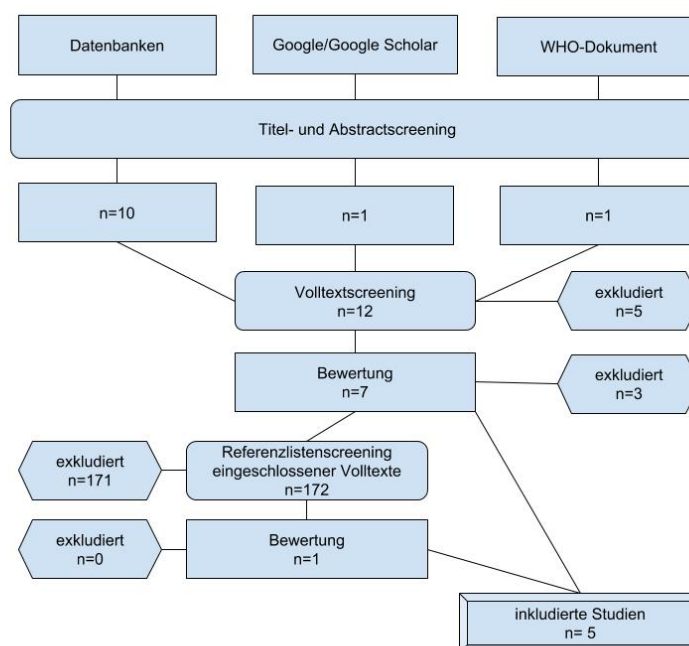 Datenbanken
Google/Google Scholar
WHO-Dokument
Titel- und Abstractscreening
n=10
n=1
n=1
Volltextscreening
n=12
exkludiert
n=5
Bewertung
n=7
exkludiert
n=3
Referenzlistenscreening
eingeschlossener Volltexte
n=172
exkludiert
n=171
Bewertung
n=1
exkludiert
n=0
inkludierte Studien
n= 5